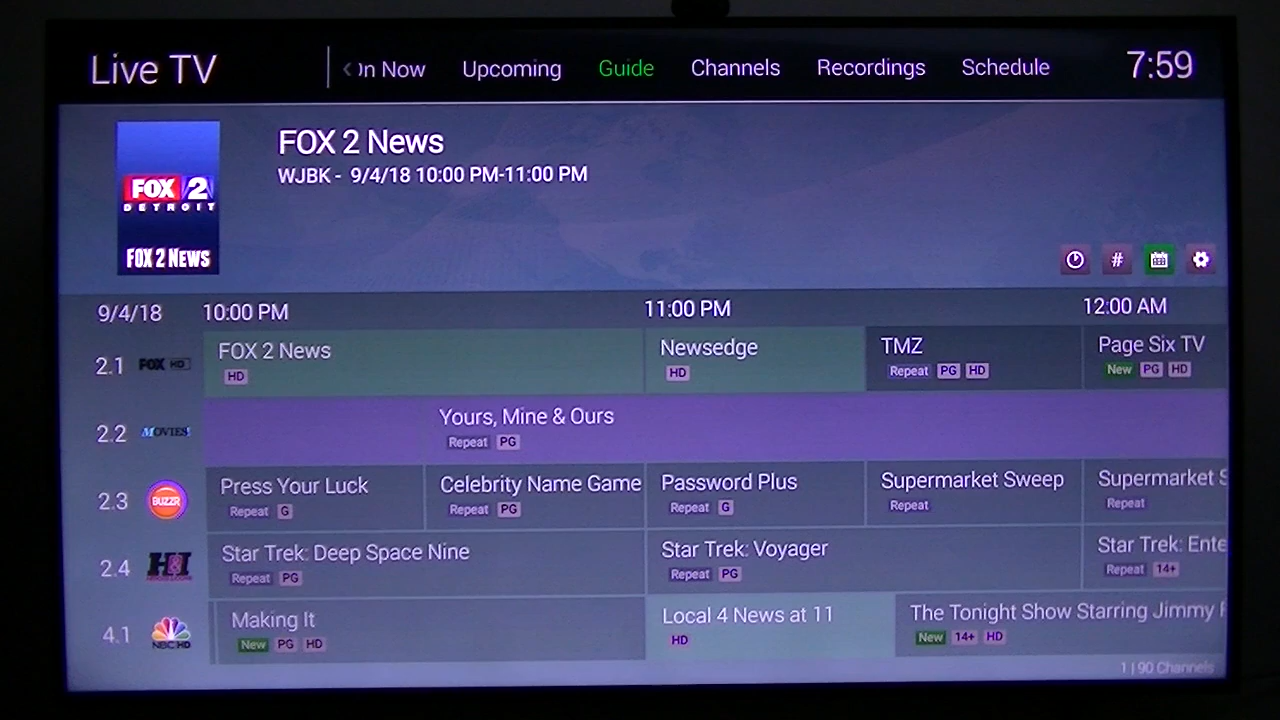 Live TV
On Now Upcoming Guide Channels Recordings Schedule
7:59
FOX 2 News
WJBK - 9/4/18 10:00 PM-11:00 PM
FOX 2
DETROIT
FOX 2 NEWS
#
9/4/18 10:00 PM 11:00 PM 12:00 AM
2.1 FOX HD FOX 2 News Newsedge TMZ Page Six TV
HD HD Repeat PG HD New PG HD
2.2 MOVIES! Yours, Mine & Ours
Repeat PG
2.3 BUZZR Press Your Luck Celebrity Name Game Password Plus Supermarket Sweep Supermarket S
Repeat G Repeat PG Repeat G Repeat Repeat
2.4 H&I Star Trek: Deep Space Nine Star Trek: Voyager Star Trek: Ente
Repeat PG Repeat PG Repeat 14+
4.1 NBC HD Making It Local 4 News at 11 The Tonight Show Starring Jimmy F
New PG HD HD New 14+ HD
1|90 Channels